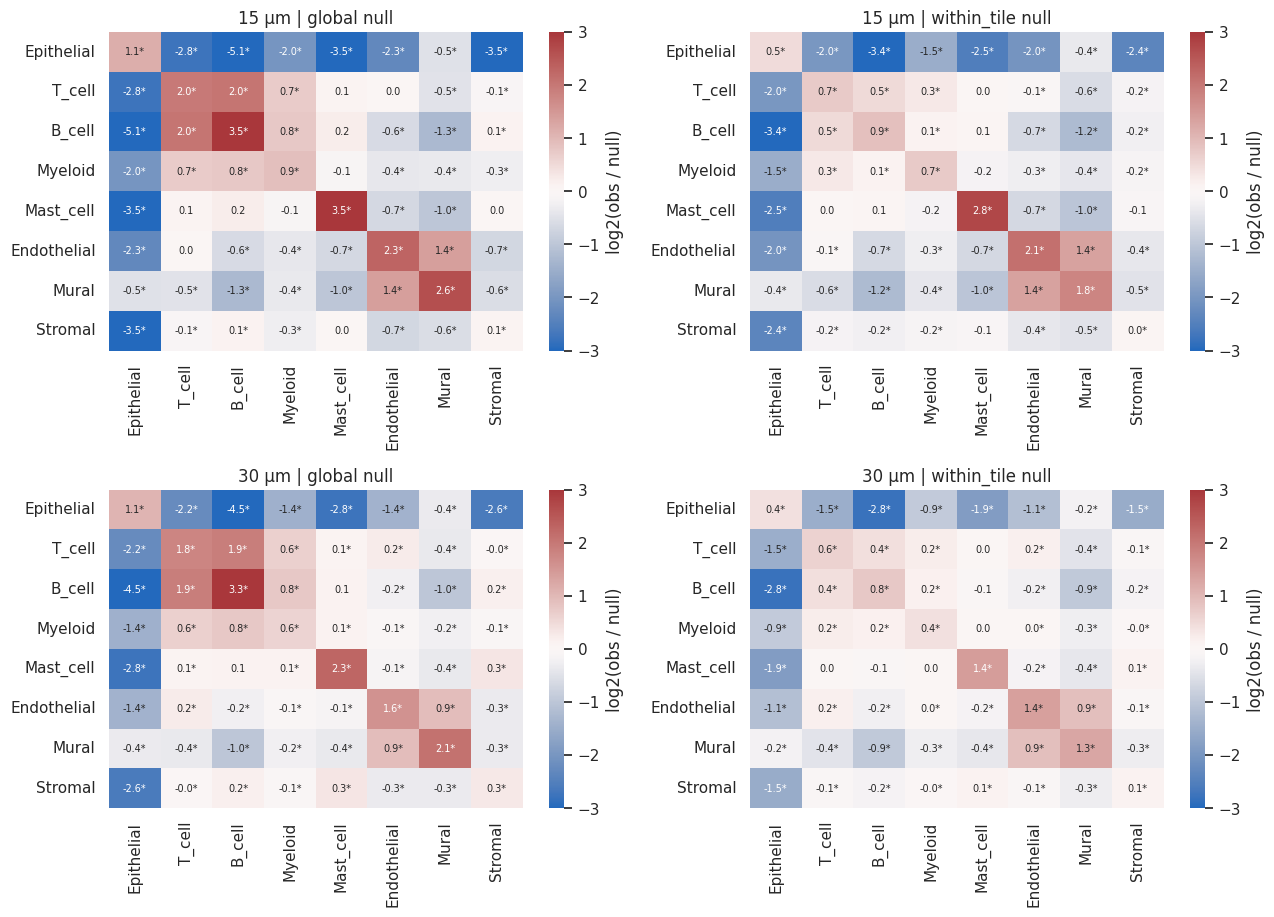 15 µm | global null
Epithelial 1.1* -2.8* -5.1* -2.0* -3.5* -2.3* -0.5* -3.5*
T_cell -2.8* 2.0* 2.0* 0.7* 0.1 0.0 -0.5* -0.1*
B_cell -5.1* 2.0* 3.5* 0.8* 0.2 -0.6* -1.3* 0.1*
Myeloid -2.0* 0.7* 0.8* 0.9* -0.1 -0.4* -0.4* -0.3*
Mast_cell -3.5* 0.1 0.2 -0.1 3.5* -0.7* -1.0* 0.0
Endothelial -2.3* 0.0 -0.6* -0.4* -0.7* 2.3* 1.4* -0.7*
Mural -0.5* -0.5* -1.3* -0.4* -1.0* 1.4* 2.6* -0.6*
Stromal -3.5* -0.1* 0.1* -0.3* 0.0 -0.7* -0.6* 0.1*
Epithelial T_cell B_cell Myeloid Mast_cell Endothelial Mural Stromal
3
2
1
0
−1
−2
−3
log2(obs / null)
15 µm | within_tile null
Epithelial 0.5* -2.0* -3.4* -1.5* -2.5* -2.0* -0.4* -2.4*
T_cell -2.0* 0.7* 0.5* 0.3* 0.0 -0.1* -0.6* -0.2*
B_cell -3.4* 0.5* 0.9* 0.1* 0.1 -0.7* -1.2* -0.2*
Myeloid -1.5* 0.3* 0.1* 0.7* -0.2 -0.3* -0.4* -0.2*
Mast_cell -2.5* 0.0 0.1 -0.2 2.8* -0.7* -1.0* -0.1
Endothelial -2.0* -0.1* -0.7* -0.3* -0.7* 2.1* 1.4* -0.4*
Mural -0.4* -0.6* -1.2* -0.4* -1.0* 1.4* 1.8* -0.5*
Stromal -2.4* -0.2* -0.2* -0.2* -0.1 -0.4* -0.5* 0.0*
Epithelial T_cell B_cell Myeloid Mast_cell Endothelial Mural Stromal
3
2
1
0
−1
−2
−3
log2(obs / null)
30 µm | global null
Epithelial 1.1* -2.2* -4.5* -1.4* -2.8* -1.4* -0.4* -2.6*
T_cell -2.2* 1.8* 1.9* 0.6* 0.1* 0.2* -0.4* -0.0*
B_cell -4.5* 1.9* 3.3* 0.8* 0.1 -0.2* -1.0* 0.2*
Myeloid -1.4* 0.6* 0.8* 0.6* 0.1* -0.1* -0.2* -0.1*
Mast_cell -2.8* 0.1* 0.1 0.1* 2.3* -0.1* -0.4* 0.3*
Endothelial -1.4* 0.2* -0.2* -0.1* -0.1* 1.6* 0.9* -0.3*
Mural -0.4* -0.4* -1.0* -0.2* -0.4* 0.9* 2.1* -0.3*
Stromal -2.6* -0.0* 0.2* -0.1* 0.3* -0.3* -0.3* 0.3*
Epithelial T_cell B_cell Myeloid Mast_cell Endothelial Mural Stromal
3
2
1
0
−1
−2
−3
log2(obs / null)
30 µm | within_tile null
Epithelial 0.4* -1.5* -2.8* -0.9* -1.9* -1.1* -0.2* -1.5*
T_cell -1.5* 0.6* 0.4* 0.2* 0.0 0.2* -0.4* -0.1*
B_cell -2.8* 0.4* 0.8* 0.2* -0.1 -0.2* -0.9* -0.2*
Myeloid -0.9* 0.2* 0.2* 0.4* 0.0 0.0* -0.3* -0.0*
Mast_cell -1.9* 0.0 -0.1 0.0 1.4* -0.2* -0.4* 0.1*
Endothelial -1.1* 0.2* -0.2* 0.0* -0.2* 1.4* 0.9* -0.1*
Mural -0.2* -0.4* -0.9* -0.3* -0.4* 0.9* 1.3* -0.3*
Stromal -1.5* -0.1* -0.2* -0.0* 0.1* -0.1* -0.3* 0.1*
Epithelial T_cell B_cell Myeloid Mast_cell Endothelial Mural Stromal
3
2
1
0
−1
−2
−3
log2(obs / null)